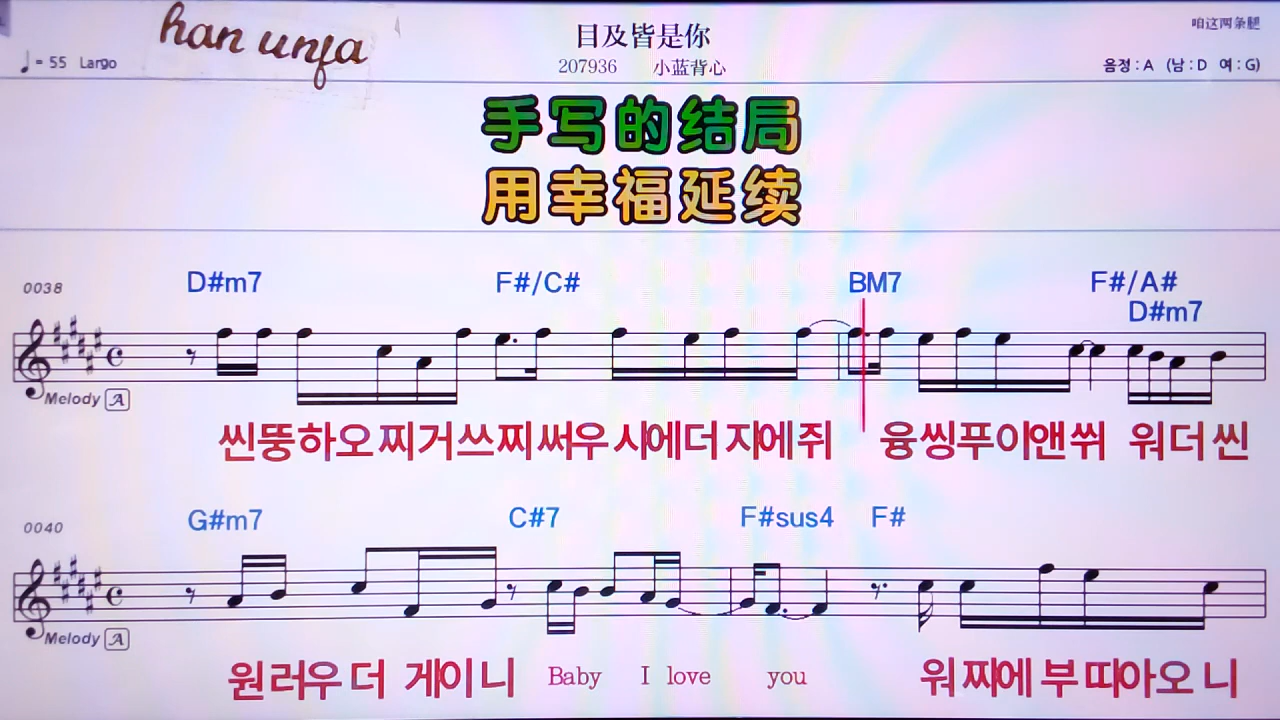 han unfa
目及皆是你
咱这两条腿
♩= 55 Largo
207936 小蓝背心
음정 : A (남 : D 여 : G)
手写的结局
用幸福延续
0038
D#m7 F#/C# BM7 F#/A#
D#m7
Melody A
씬뚱하오찌거쓰찌써우시에더지에쥐 융씽푸이앤쒸 워더씬
0040
G#m7 C#7 F#sus4 F#
Melody A
원러우더 게이니 Baby I love you 워찌에부띠아오니